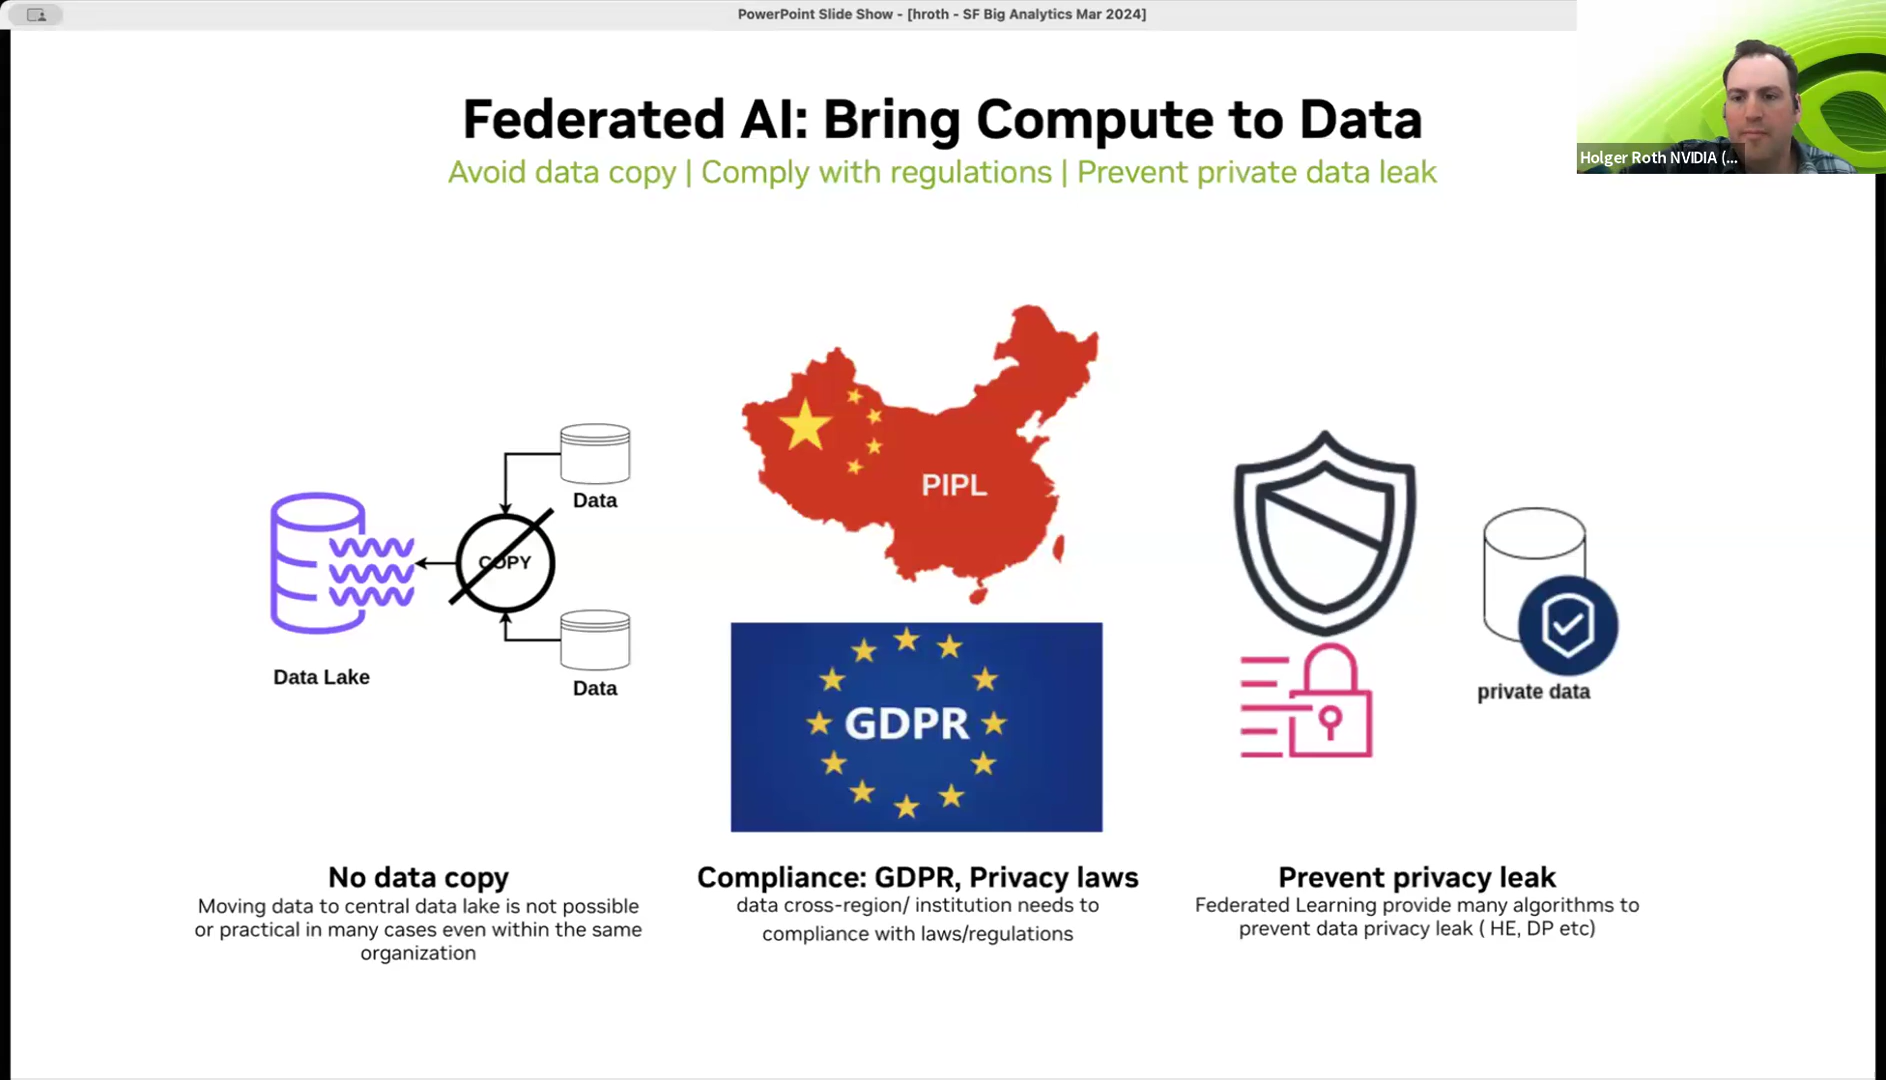 PowerPoint Slide Show - [hroth - SF Big Analytics Mar 2024]
Holger Roth NVIDIA (...
Federated AI: Bring Compute to Data
Avoid data copy | Comply with regulations | Prevent private data leak
Data
COPY
Data Lake
Data
PIPL
GDPR
private data
No data copy
Moving data to central data lake is not possible
or practical in many cases even within the same
organization
Compliance: GDPR, Privacy laws
data cross-region/ institution needs to
compliance with laws/regulations
Prevent privacy leak
Federated Learning provide many algorithms to
prevent data privacy leak ( HE, DP etc)